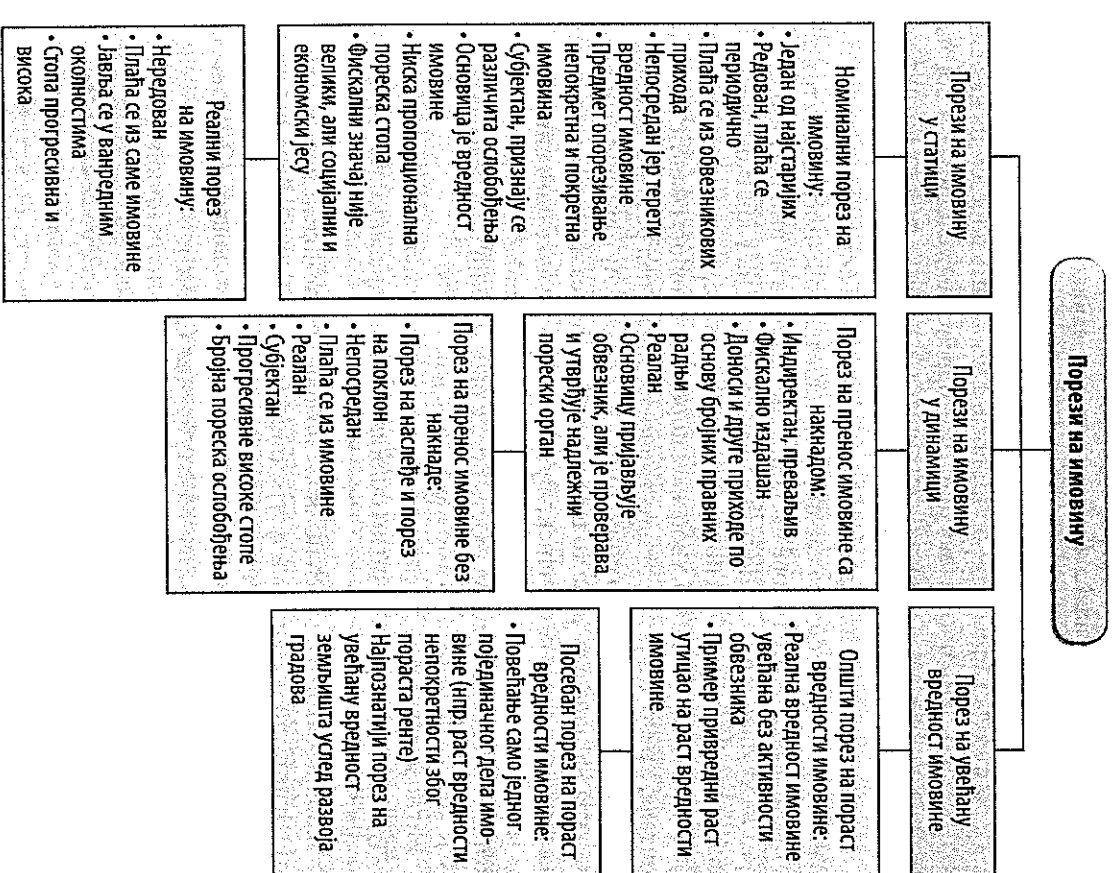 Порези на имовину
Порези на имовину
у статици
Номинални порез на
имовину:
• Један од најстаријих
• Редован, плаћа се
периодично
• Плаћа се из обвезникових
прихода
• Непосредан јер терети
вредност имовине
• Предмет опорезивање
непокретна и покретна
имовина
• Субјектан, признају се
различита ослобођења
• Основица је вредност
имовине
• Ниска пропорционална
пореска стопа
• Фискални значај није
велики, али социјални и
економски јесу
Реални порез
на имовину:
• Нередован
• Плаћа се из саме имовине
• Јавља се у ванредним
околностима
• Стопа прогресивна и
висока
Порези на имовину
у динамици
Порез на пренос имовине са
накнадом:
• Индиректан, преваљив
• Фискално издашан
• Доноси и друге приходе по
основу бројних правних
радњи
• Реалан
• Основицу пријављује
обвезник, али је проверава
и утврђује надлежни
порески орган
Порез на пренос имовине без
накнаде:
• Порез на наслеђе и порез
на поклон
• Непосредан
• Плаћа се из имовине
• Реалан
• Субјектан
• Прогресивне високе стопе
• Бројна пореска ослобођења
Порез на увећану
вредност имовине
Општи порез на пораст
вредности имовине:
• Реална вредност имовине
увећана без активности
обвезника
• Пример привредни раст
утицао на раст вредности
имовине
Посебан порез на пораст
вредности имовине:
• Повећање само једног
појединачног дела имо-
вине (нпр. раст вредности
непокретности због
пораста ренте)
• Најпознатији порез на
увећану вредност
земљишта услед развоја
градова